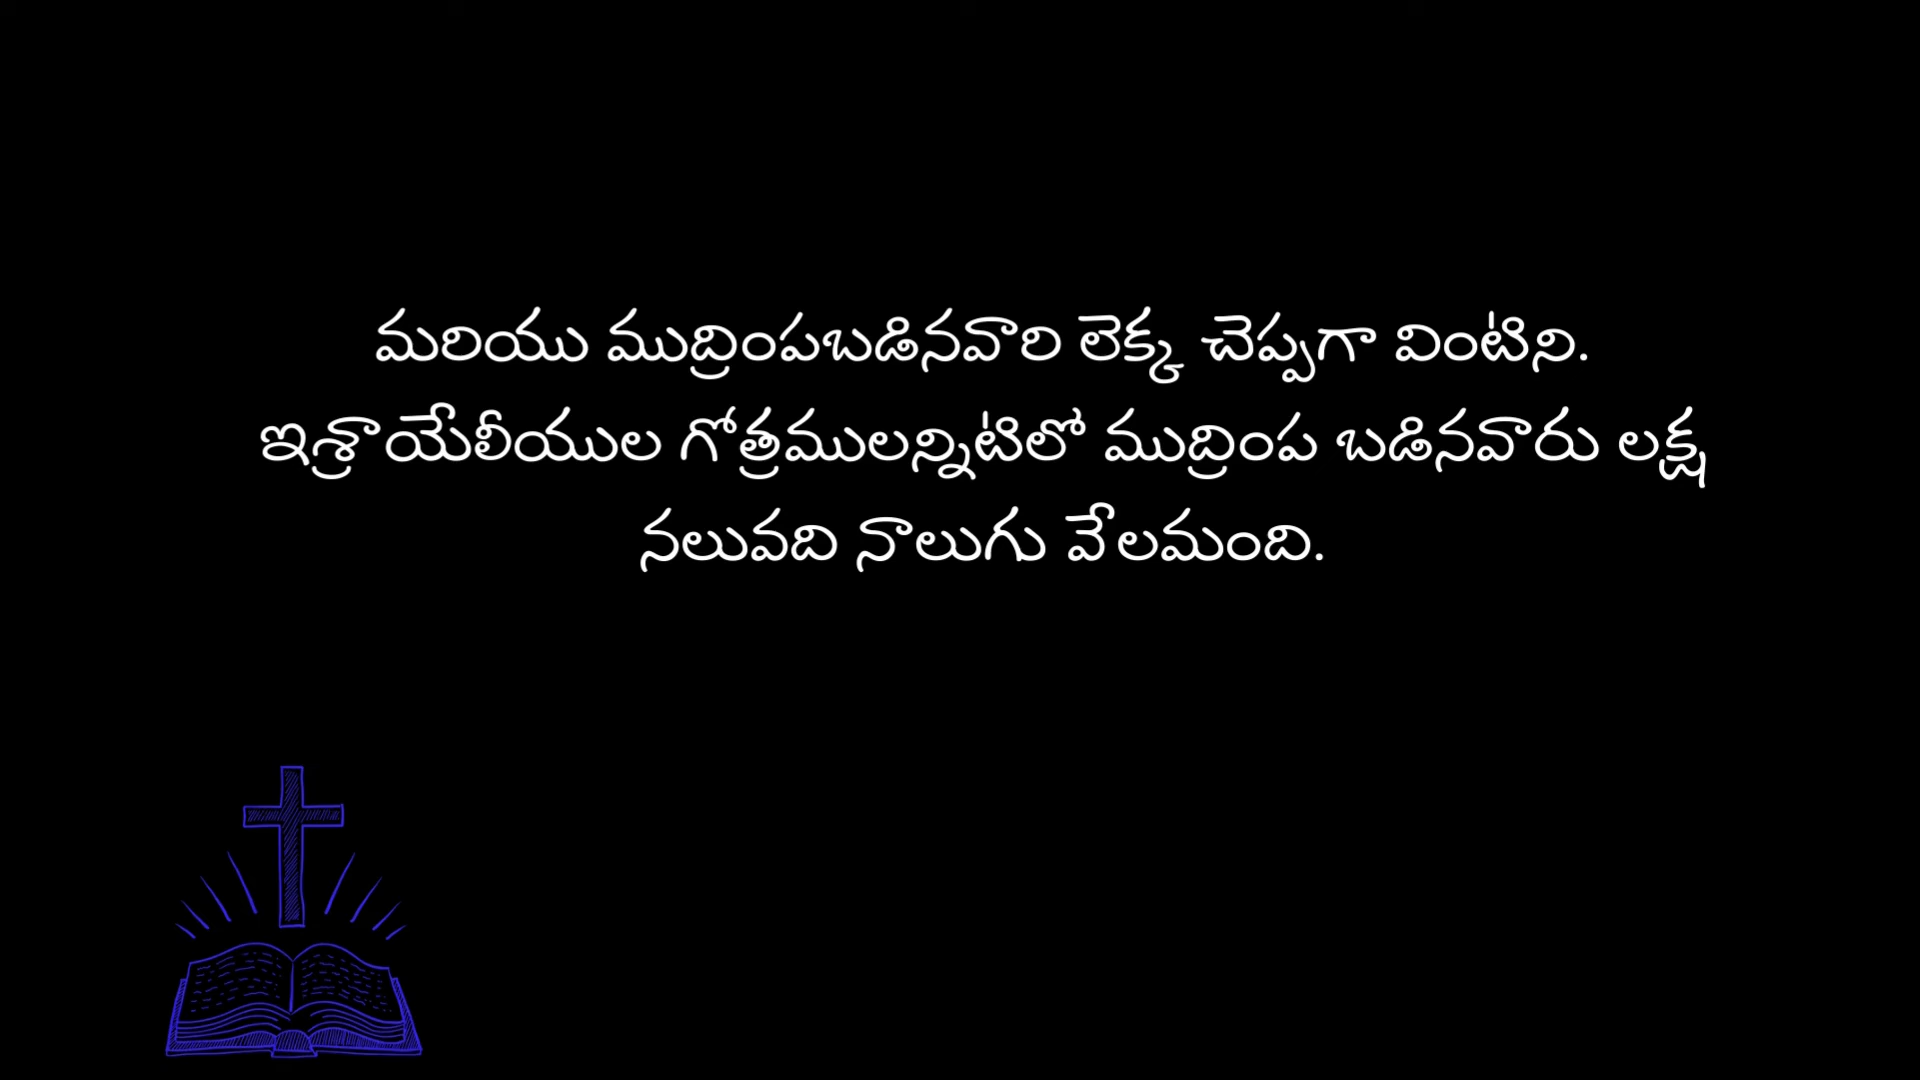 మరియు ముద్రింపబడినవారి లెక్క చెప్పగా వింటిని.
ఇశ్రాయేలీయుల గోత్రములన్నిటిలో ముద్రింప బడినవారు లక్ష
నలువది నాలుగు వేలమంది.